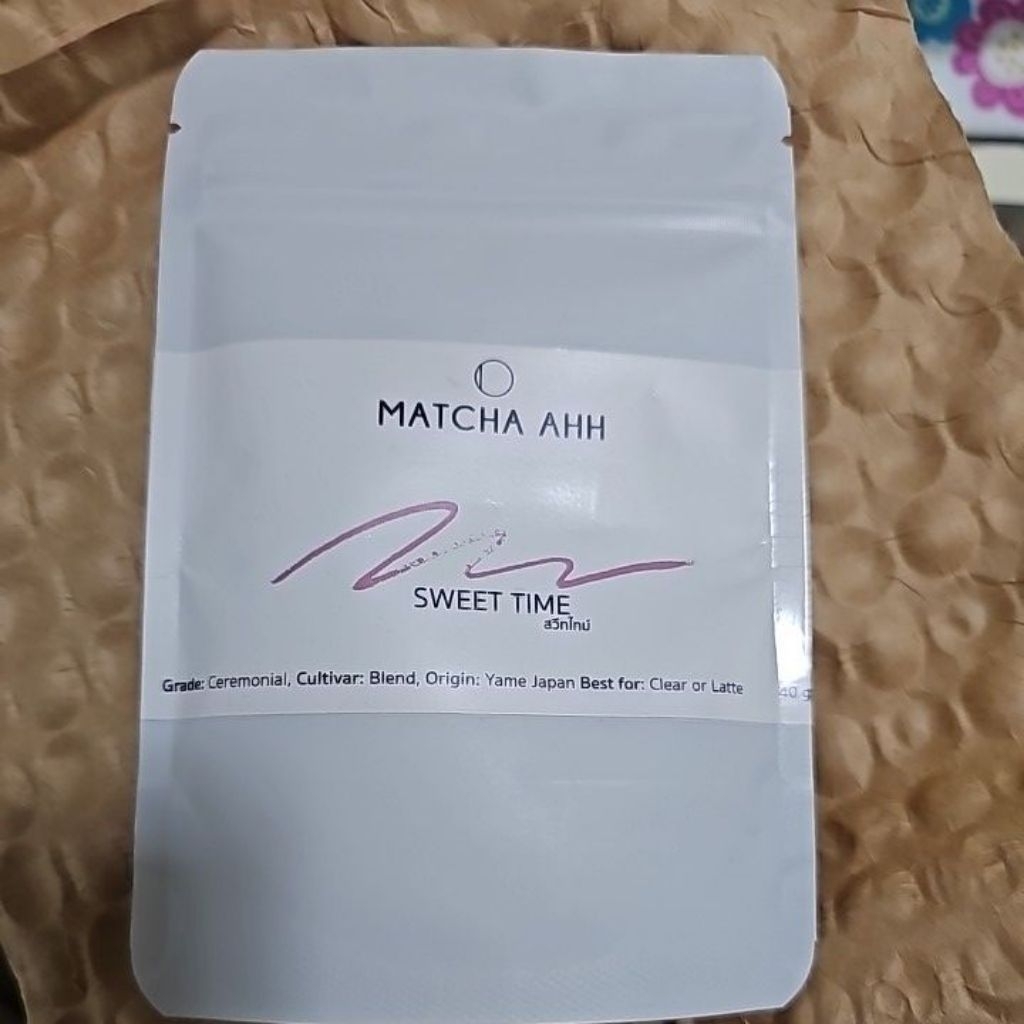 MATCHA AHH
SWEET TIME
สวีทไทม์
Grade: Ceremonial, Cultivar: Blend, Origin: Yame Japan Best for: Clear or Latte
40 g